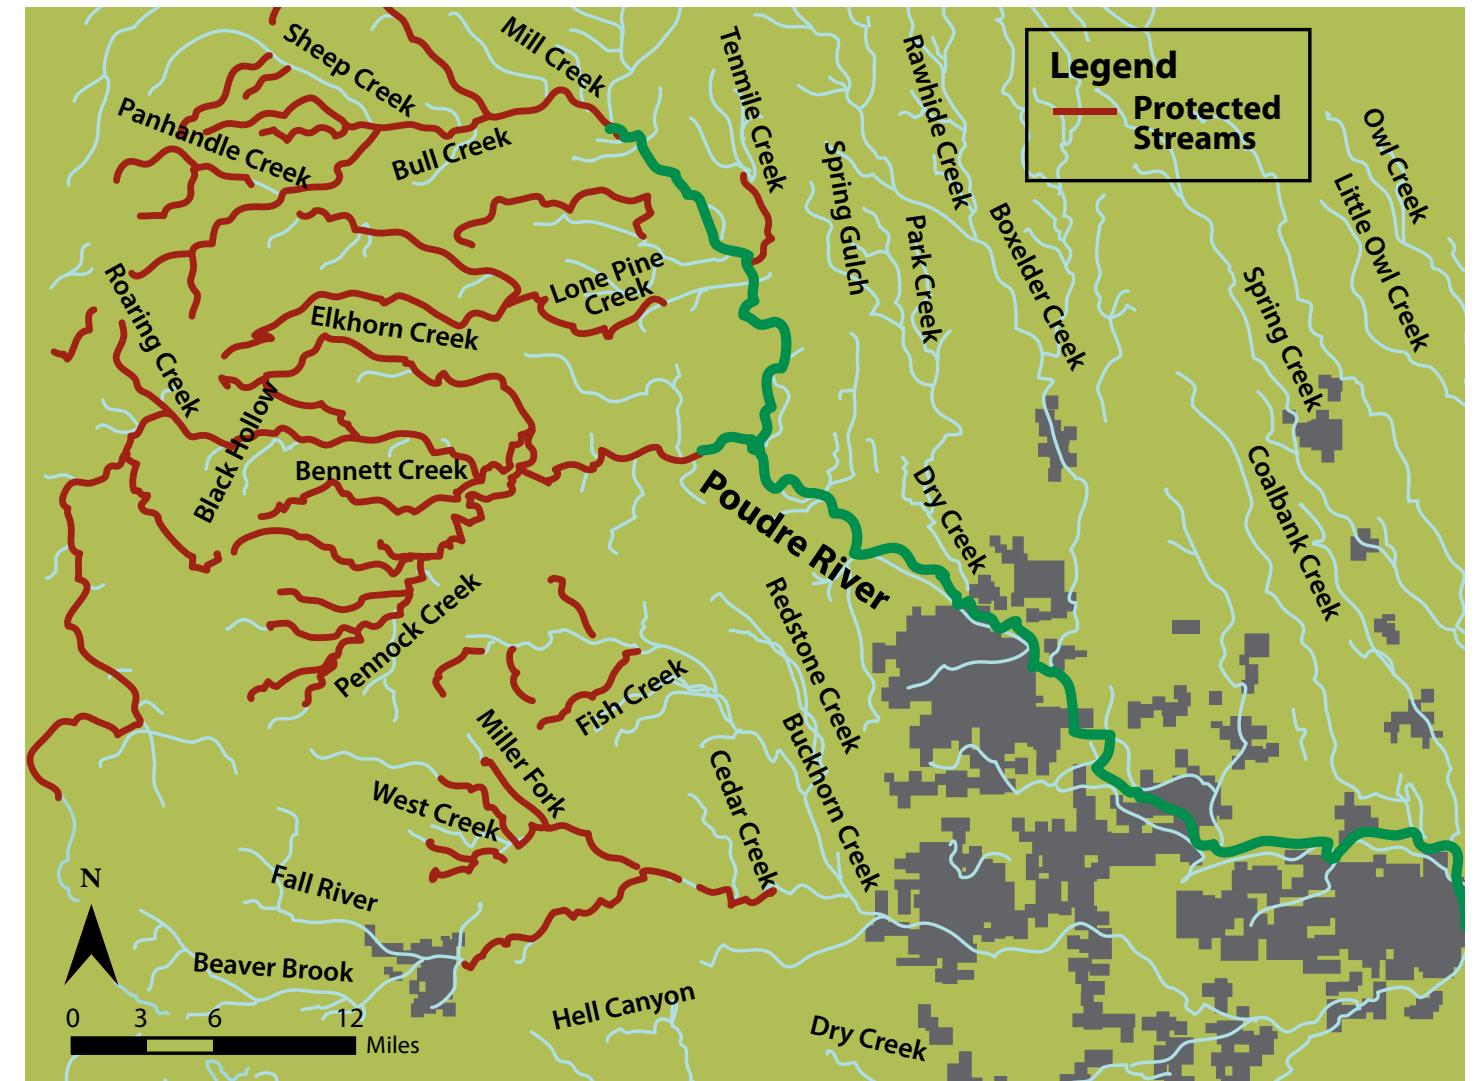 Sheep Creek
Mill Creek
Tenmile Creek
Rawhide Creek
Legend
Protected
Streams
Panhandle Creek
Bull Creek
Spring Gulch
Park Creek
Boxelder Creek
Owl Creek
Little Owl Creek
Spring Creek
Roaring Creek
Lone Pine
Creek
Elkhorn Creek
Black Hollow
Bennett Creek
Poudre River
Dry Creek
Coalbank Creek
Pennock Creek
Redstone Creek
Fish Creek
Buckhorn Creek
Miller Fork
West Creek
Cedar Creek
Fall River
N
Beaver Brook
Hell Canyon
Dry Creek
0 3 6 12
Miles